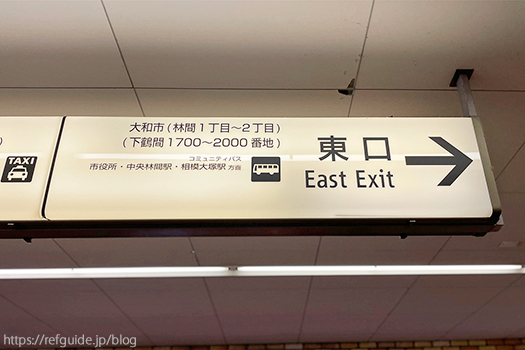 TAXI
大和市(林間1丁目～2丁目)
(下鶴間1700～2000番地)
コミュニティバス
市役所・中央林間駅・相模大塚駅 方面
東口
East Exit
https://refguide.jp/blog